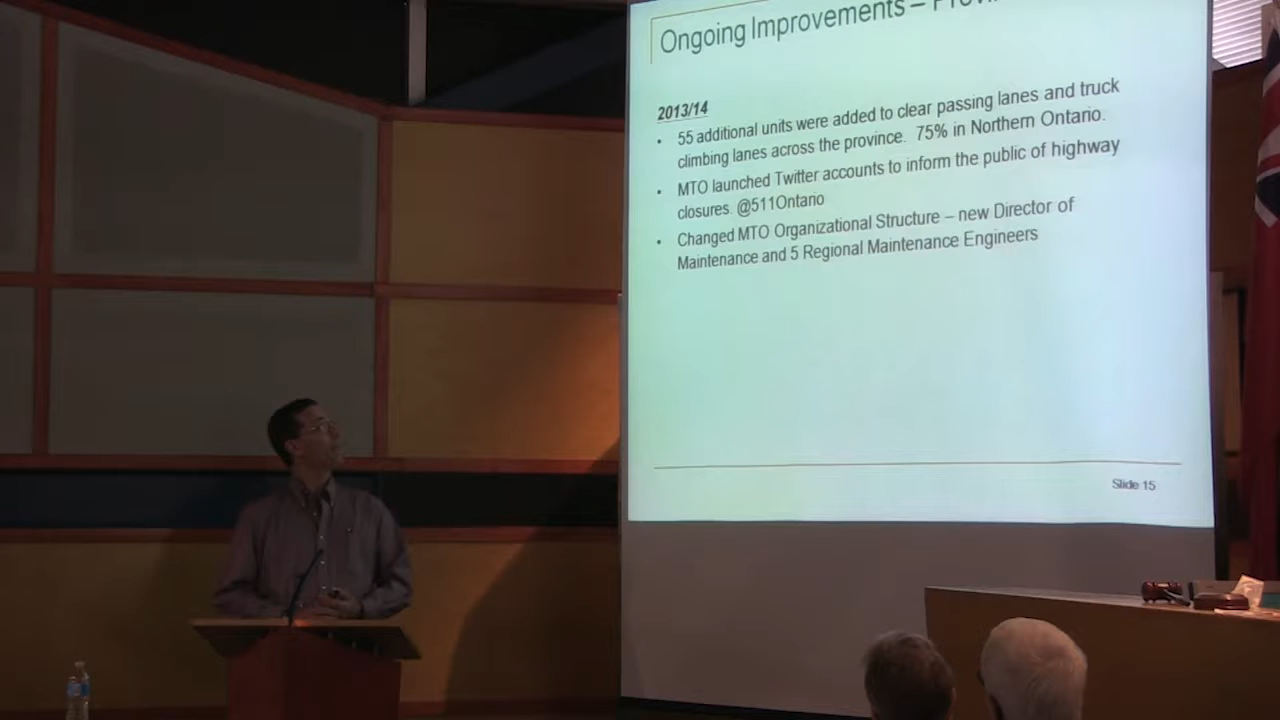 Ongoing Improvements –
2013/14
• 55 additional units were added to clear passing lanes and truck
climbing lanes across the province. 75% in Northern Ontario.
• MTO launched Twitter accounts to inform the public of highway
closures. @511Ontario
• Changed MTO Organizational Structure – new Director of
Maintenance and 5 Regional Maintenance Engineers
Slide 15